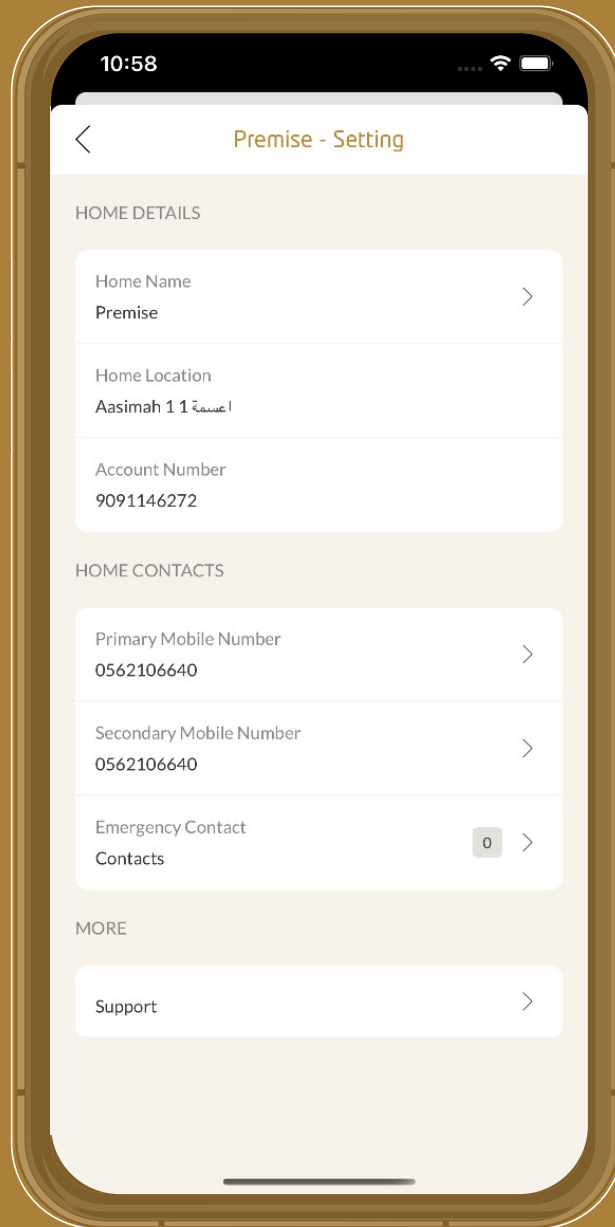 10:58
Premise - Setting
HOME DETAILS
Home Name
Premise
Home Location
Aasimah 1 1 اعسمة
Account Number
9091146272
HOME CONTACTS
Primary Mobile Number
0562106640
Secondary Mobile Number
0562106640
Emergency Contact
0
Contacts
MORE
Support